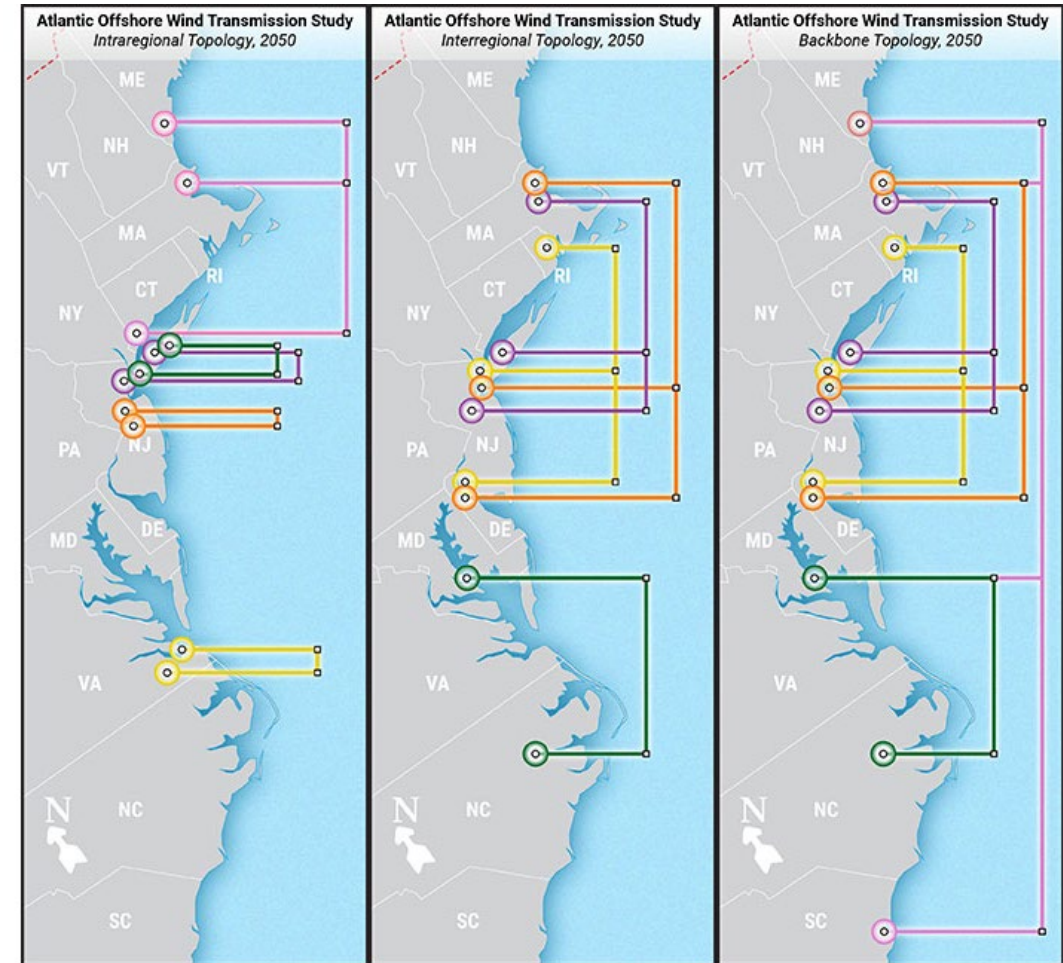 Atlantic Offshore Wind Transmission Study
Intraregional Topology, 2050
ME
NH
VT
MA
RI
CT
NY
NJ
PA
DE
MD
VA
N
NC
SC
Atlantic Offshore Wind Transmission Study
Interregional Topology, 2050
ME
NH
VT
MA
RI
CT
NY
NJ
PA
DE
MD
VA
N
NC
SC
Atlantic Offshore Wind Transmission Study
Backbone Topology, 2050
ME
NH
VT
MA
RI
CT
NY
NJ
PA
DE
MD
VA
N
NC
SC